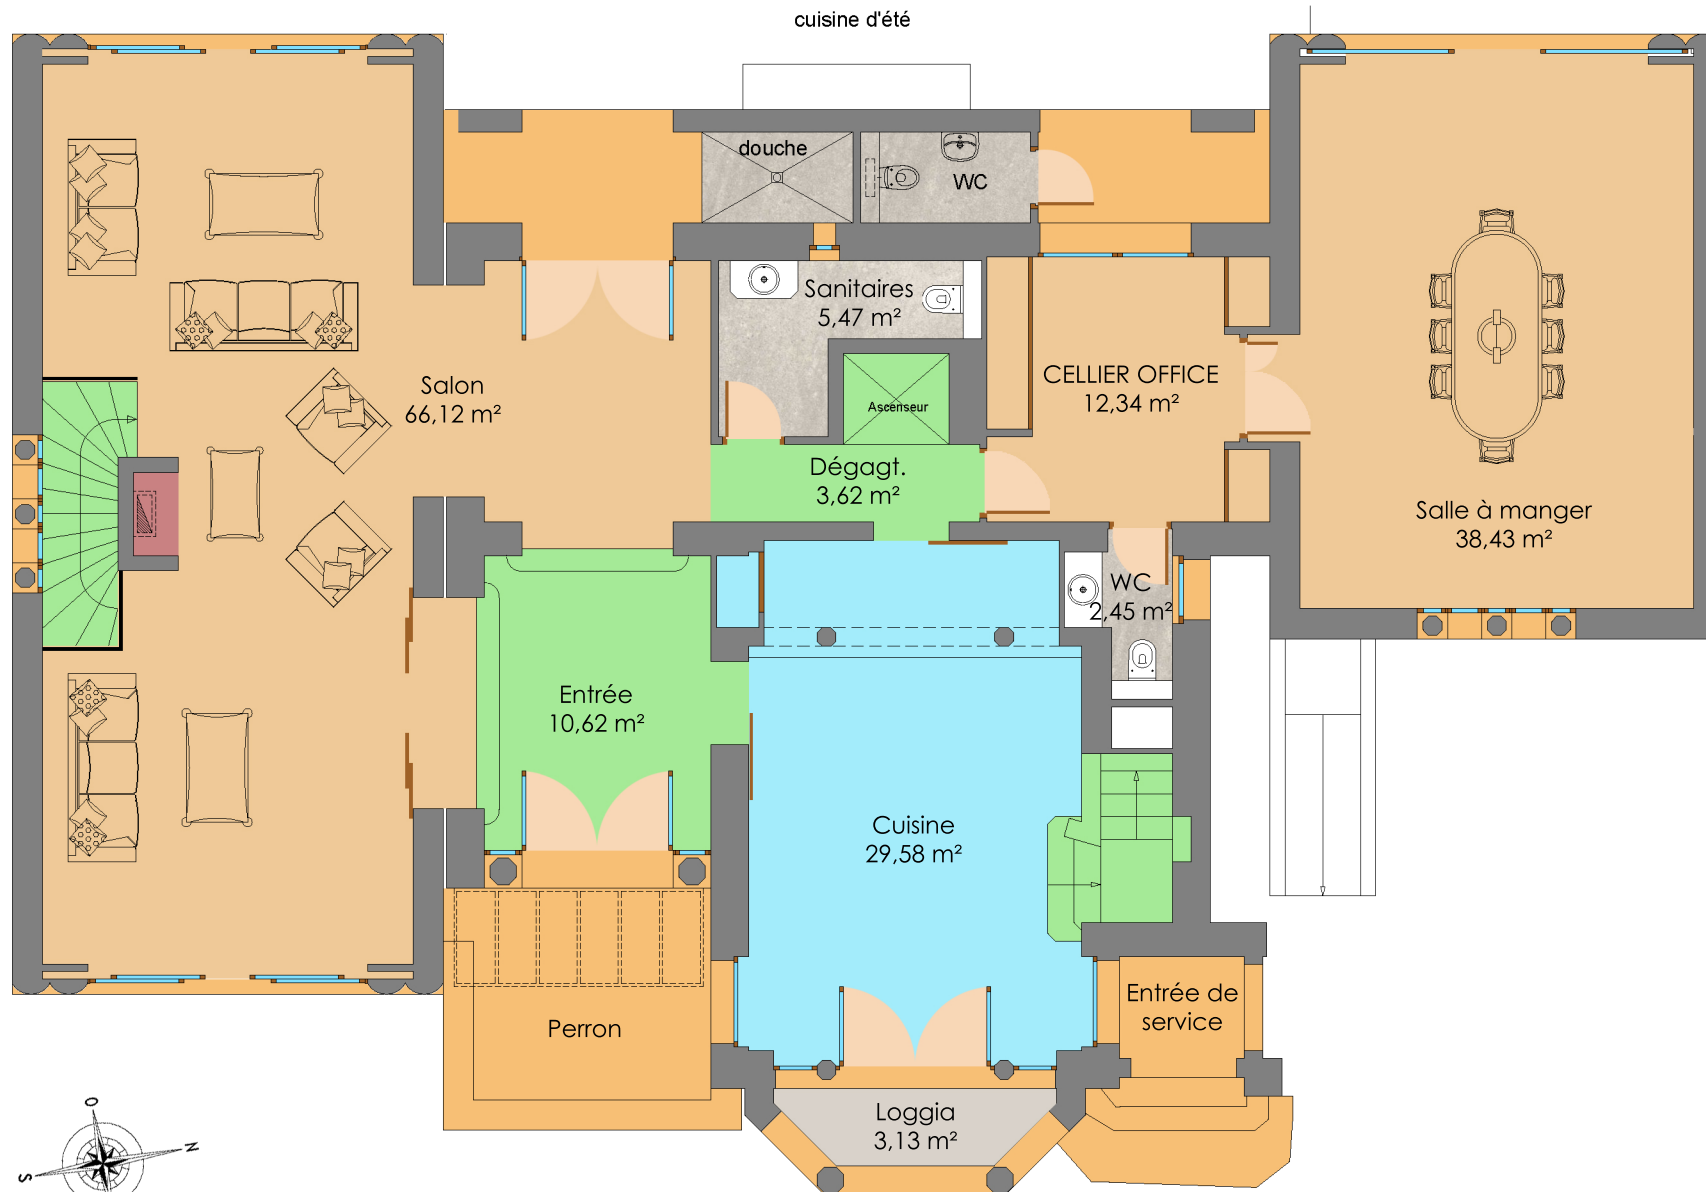 cuisine d'été
douche
WC
Sanitaires
5,47 m²
Salon
66,12 m²
CELLIER OFFICE
12,34 m²
Ascenseur
Dégagt.
3,62 m²
Salle à manger
38,43 m²
WC
2,45 m²
Entrée
10,62 m²
Cuisine
29,58 m²
Entrée de
service
Perron
Loggia
3,13 m²
O
N
S